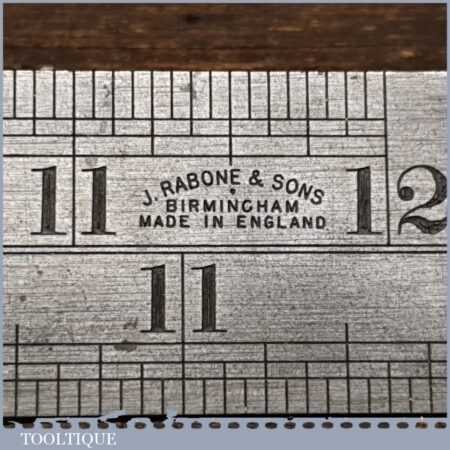 11 12
J. RABONE & SONS
BIRMINGHAM
MADE IN ENGLAND
11
TOOLTIQUE